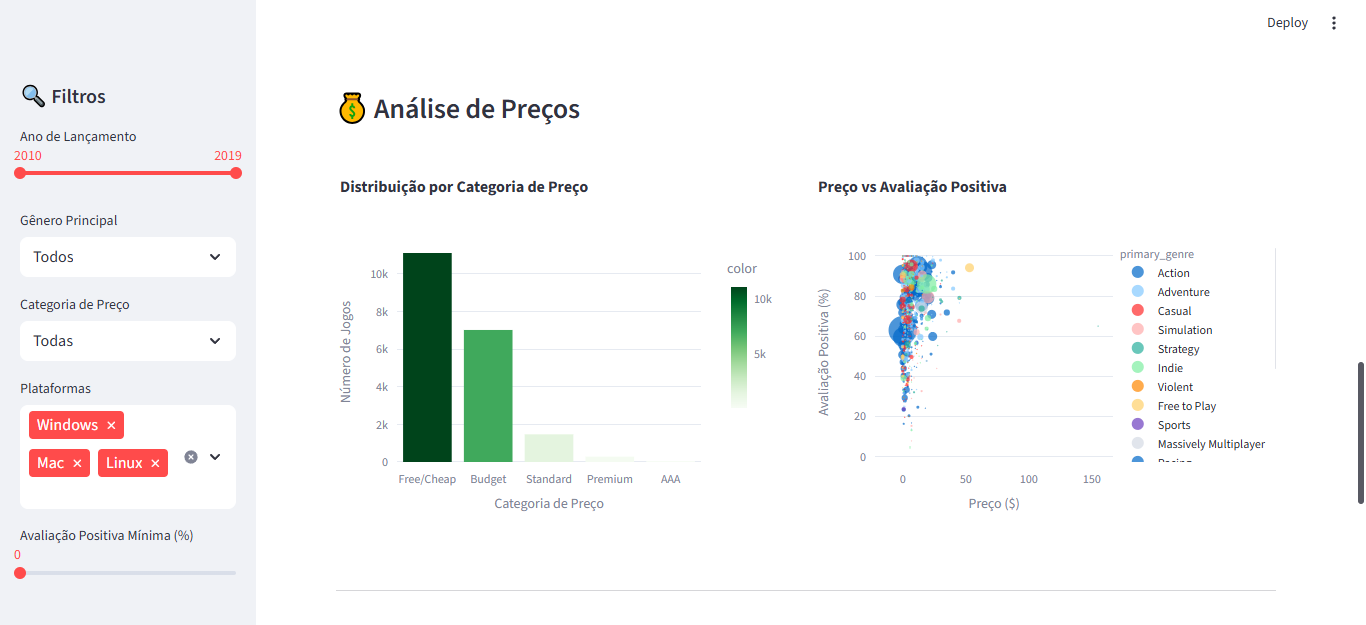 Deploy
Filtros
Ano de Lançamento
2010 2019
Gênero Principal
Todos
Categoria de Preço
Todas
Plataformas
Windows ×
Mac × Linux ×
Avaliação Positiva Mínima (%)
0
Análise de Preços
Distribuição por Categoria de Preço
Número de Jogos
10k
8k
6k
4k
2k
0
Free/Cheap Budget Standard Premium AAA
Categoria de Preço
color
10k
5k
Preço vs Avaliação Positiva
Avaliação Positiva (%)
100
80
60
40
20
0
0 50 100 150
Preço ($)
primary_genre
Action
Adventure
Casual
Simulation
Strategy
Indie
Violent
Free to Play
Sports
Massively Multiplayer
Racing